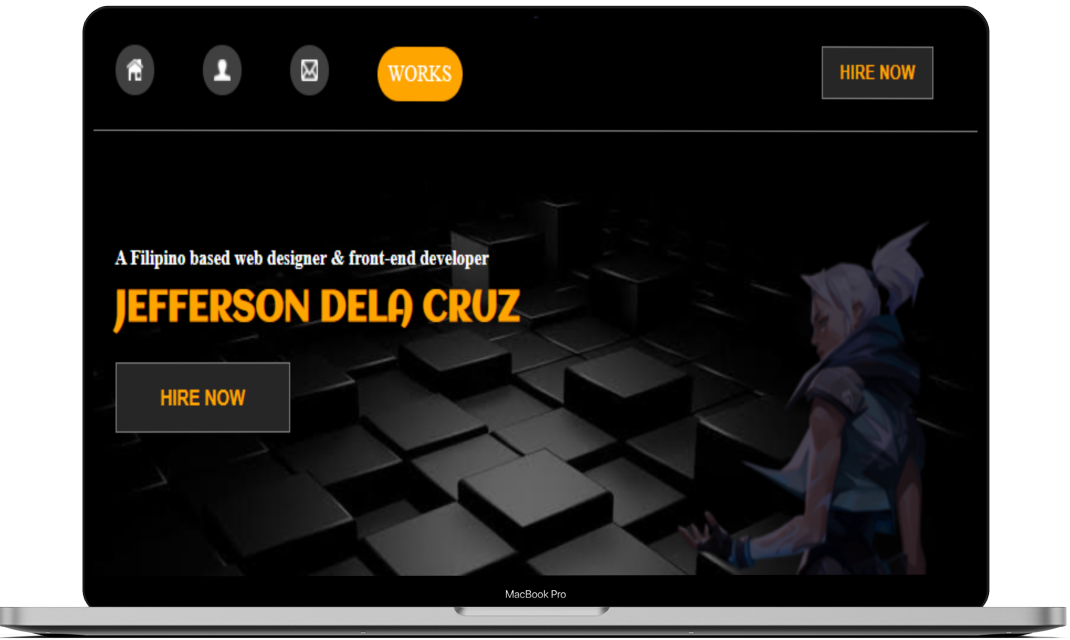 WORKS
HIRE NOW
A Filipino based web designer & front-end developer
JEFFERSON DELA CRUZ
HIRE NOW
MacBook Pro